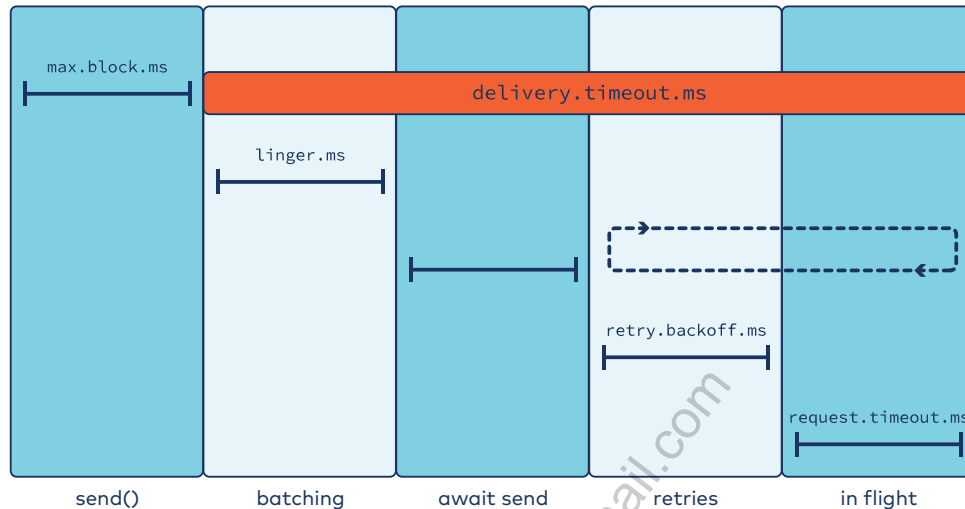 max.block.ms
delivery.timeout.ms
linger.ms
retry.backoff.ms
request.timeout.ms
send()
batching
await send
retries
in flight